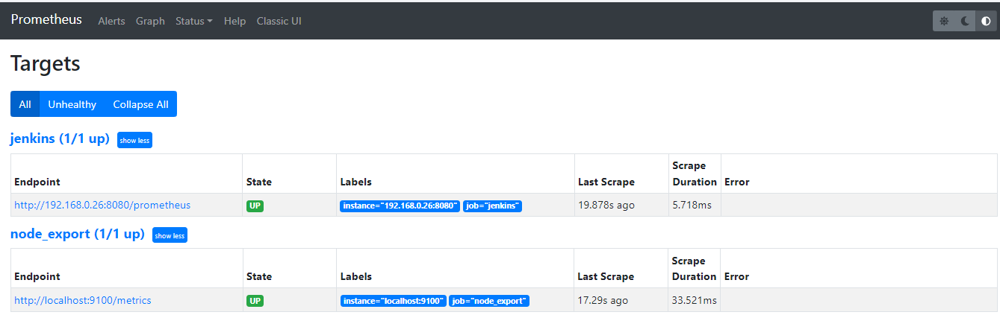 Prometheus Alerts Graph Status Help Classic UI
Targets
All Unhealthy Collapse All
jenkins (1/1 up) show less
Endpoint State Labels Last Scrape Scrape Duration Error
http://192.168.0.26:8080/prometheus UP instance="192.168.0.26:8080" job="jenkins" 19.878s ago 5.718ms
node_export (1/1 up) show less
Endpoint State Labels Last Scrape Scrape Duration Error
http://localhost:9100/metrics UP instance="localhost:9100" job="node_export" 17.29s ago 33.521ms